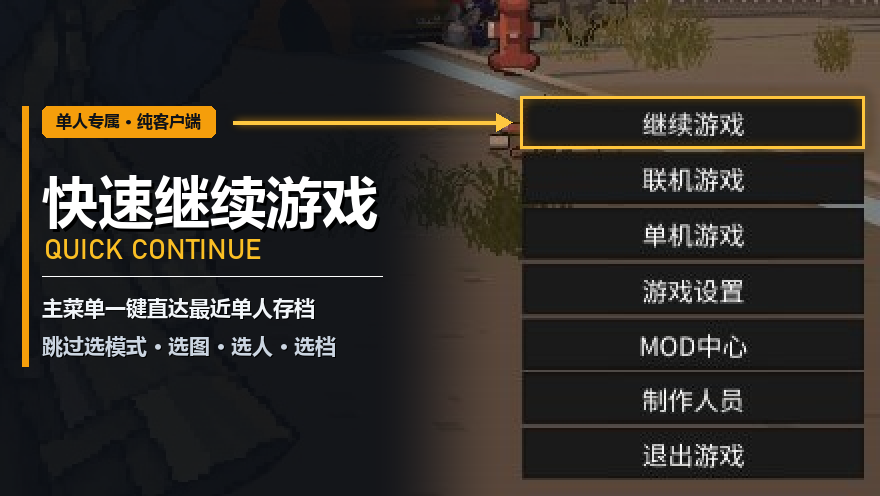 单人专属·纯客户端
快速继续游戏
QUICK CONTINUE
主菜单一键直达最近单人存档
跳过选模式·选图·选人·选档
继续游戏
联机游戏
单机游戏
游戏设置
MOD中心
制作人员
退出游戏